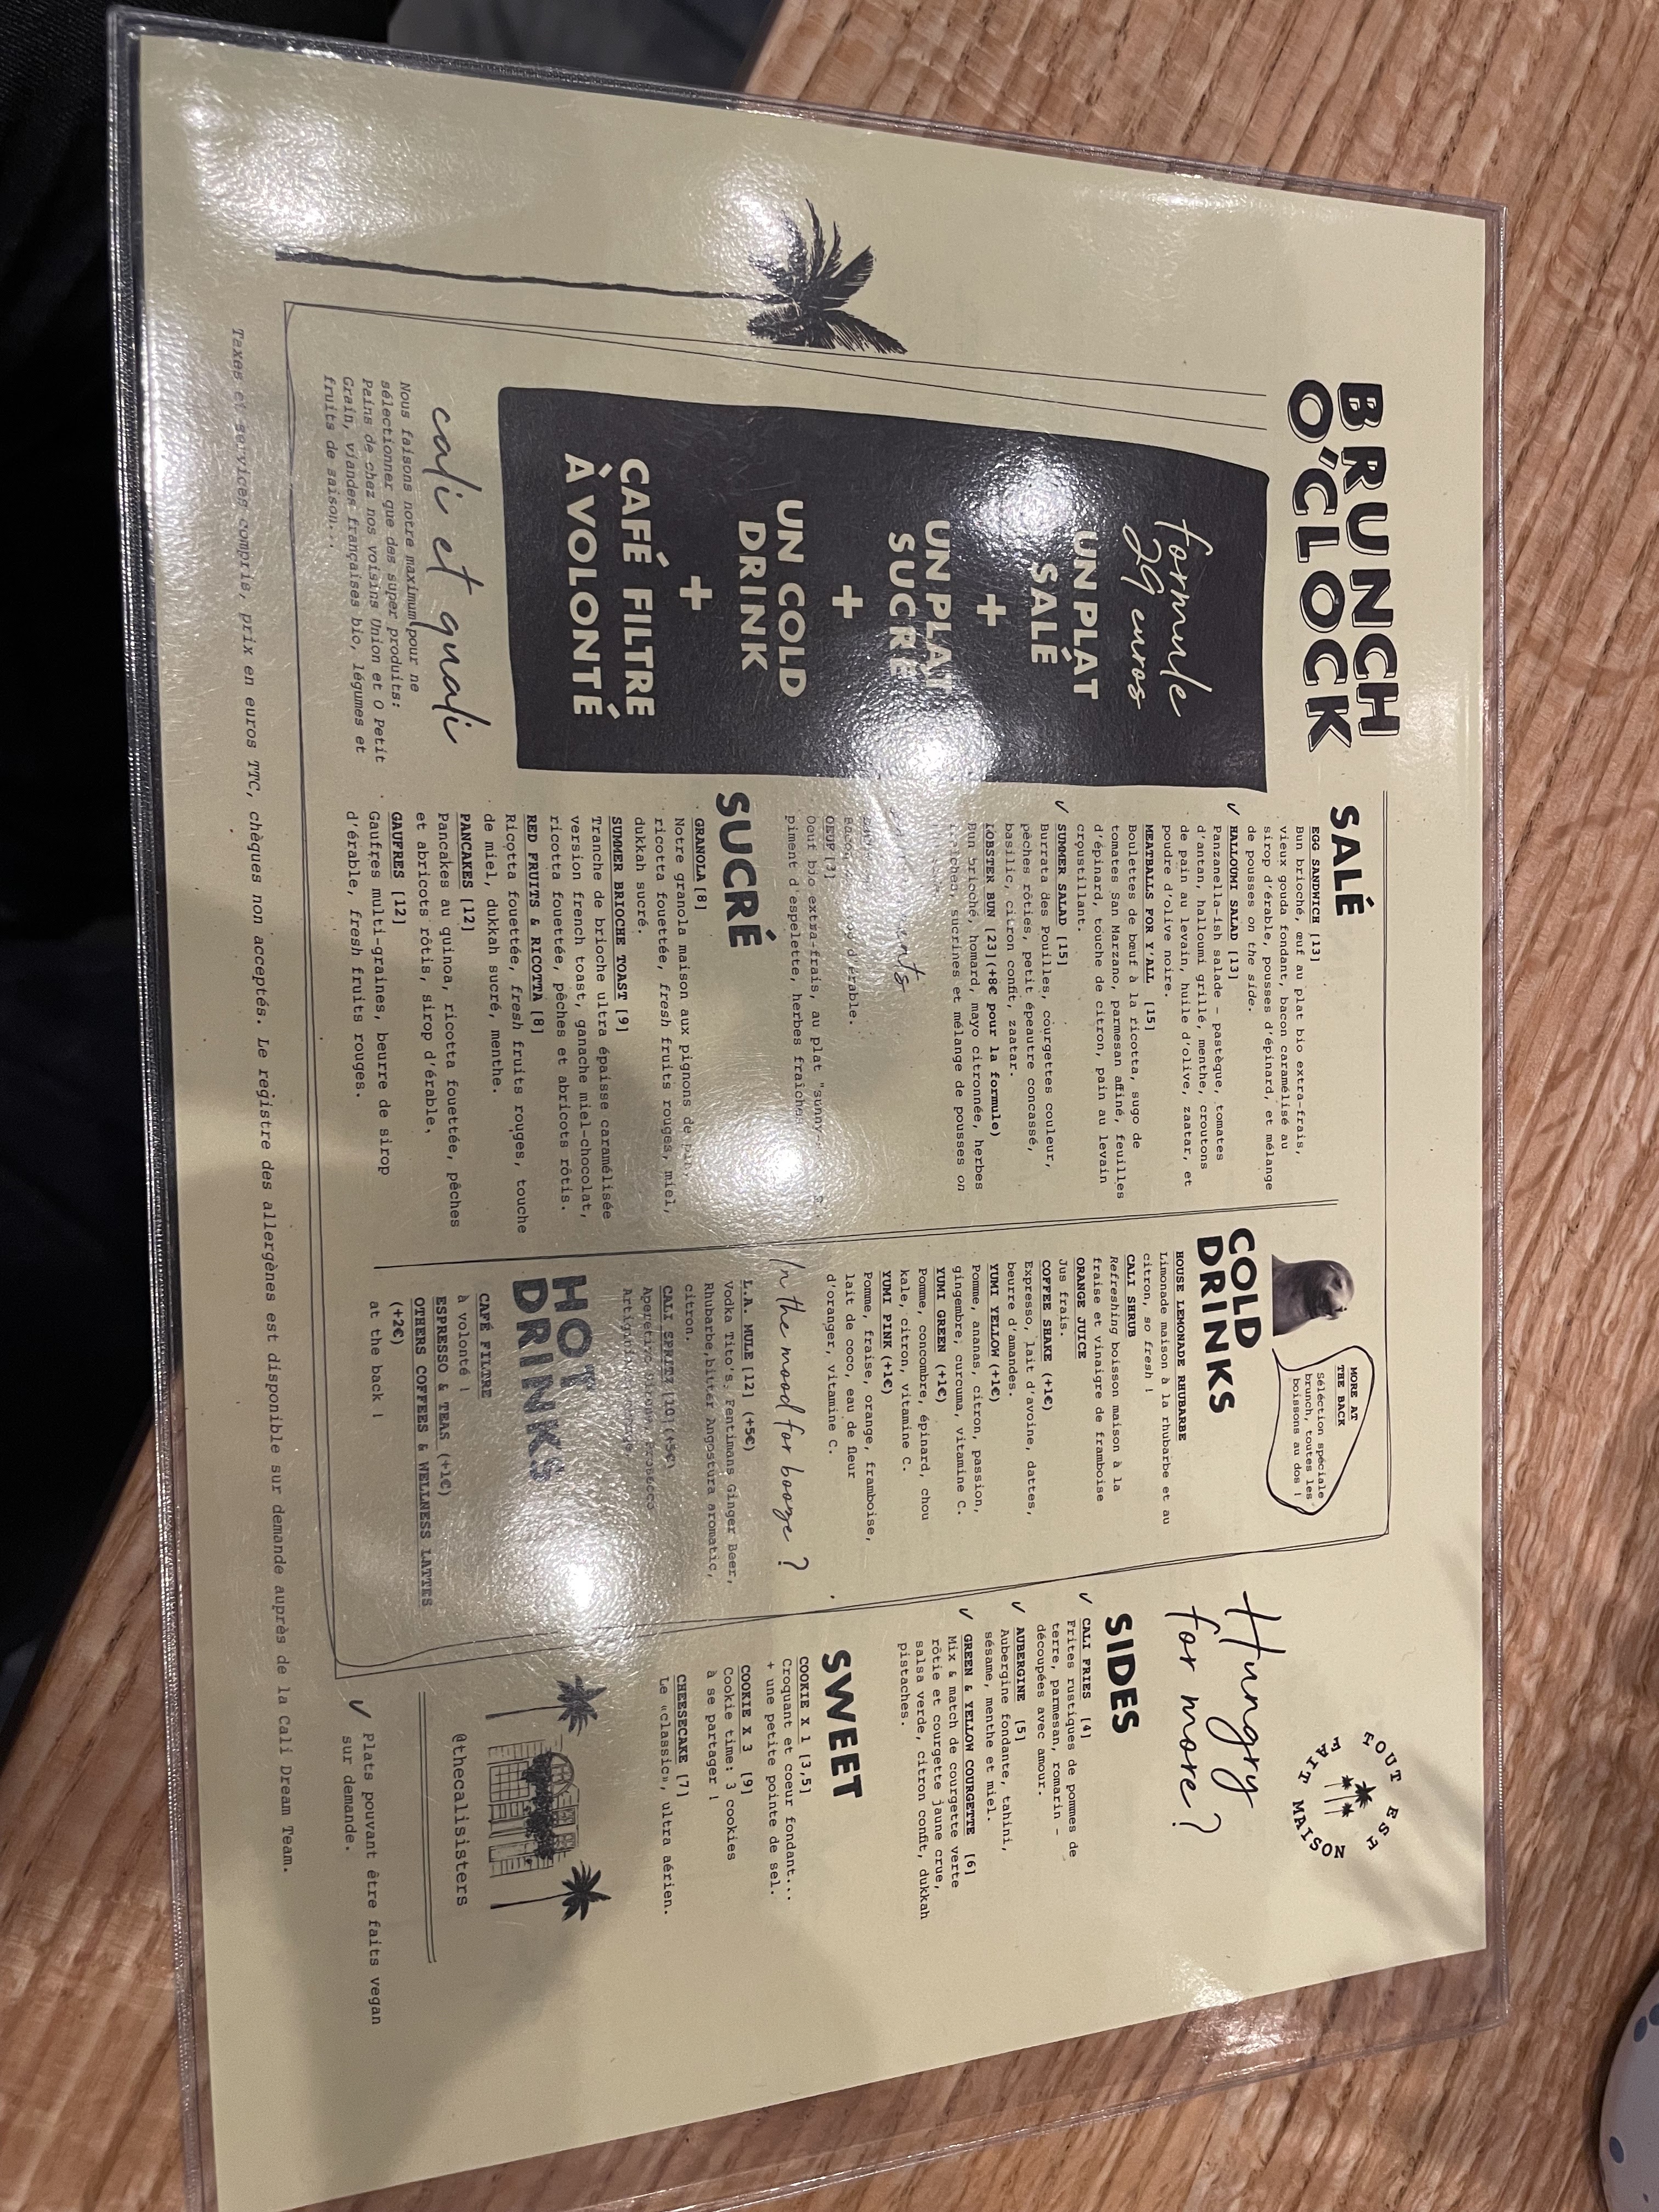 BRUNCH
O'CLOCK
formule
29 euros
UN PLAT
SALÉ
+
UN PLAT
SUCRÉ
+
UN COLD
DRINK
+
CAFÉ FILTRE
À VOLONTÉ
cali et quali
Nous faisons notre maximum pour ne
sélectionner que des super produits:
Pains de chez nos voisins Union et O Petit
Grain, viandes françaises bio, légumes et
fruits de saison...
SALÉ
EGG SANDWICH [13]
Bun brioché, œuf au plat bio extra-frais,
vieux gouda fondant, bacon caramélisé au
sirop d'érable, pousses d'épinard, et mélange
de pousses on the side.
✓ HALLOUMI SALAD [13]
Panzanella-ish salade – pastèque, tomates
d'antan, halloumi grillé, menthe, croutons
de pain au levain, huile d'olive, zaatar, et
poudre d'olive noire.
MEATBALLS FOR Y'ALL [15]
Boulettes de bœuf à la ricotta, sugo de
tomates San Marzano, parmesan affiné, feuilles
d'épinard, touche de citron, pain au levain
croustillant.
✓ SUMMER SALAD [15]
Burrata des Pouilles, courgettes couleur,
pêches rôties, petit épeautre concassé,
basilic, citron confit, zaatar.
LOBSTER BUN [23](+8€ pour la formule)
Bun brioché, homard, mayo citronnée, herbes
fraîches, sucrines et mélange de pousses on
d'érable.
OEUF [3]
Oeuf bio extra-frais, au plat "sunny-
piment d'espelette, herbes fraiches
SUCRÉ
GRANOLA [8]
Notre granola maison aux pignons de pin,
ricotta fouettée, fresh fruits rouges, miel,
dukkah sucré.
SUMMER BRIOCHE TOAST [9]
Tranche de brioche ultra épaisse caramélisée
version french toast, ganache miel-chocolat,
ricotta fouettée, pêches et abricots rôtis.
RED FRUITS & RICOTTA [8]
Ricotta fouettée, fresh fruits rouges, touche
de miel, dukkah sucré, menthe.
PANCAKES [12]
Pancakes au quinoa, ricotta fouettée, pêches
et abricots rôtis, sirop d'érable,
GAUFRES [12]
Gaufres multi-graines, beurre de sirop
d'érable, fresh fruits rouges.
MORE AT
THE BACK
Sélection spéciale
brunch, toutes les
boissons au dos !
COLD
DRINKS
HOUSE LEMONADE RHUBARBE
Limonade maison à la rhubarbe et au
citron, so fresh !
CALI SHRUB
Refreshing boisson maison à la
fraise et vinaigre de framboise
ORANGE JUICE
Jus frais.
COFFEE SHAKE (+1€)
Expresso, lait d'avoine, dattes,
beurre d'amandes.
YUMI YELLOW (+1€)
Pomme, ananas, citron, passion,
gingembre, curcuma, vitamine C.
YUMI GREEN (+1€)
Pomme, concombre, épinard, chou
kale, citron, vitamine C.
YUMI PINK (+1€)
Pomme, fraise, orange, framboise,
lait de coco, eau de fleur
d'oranger, vitamine C.
In the mood for booze ?
L.A. MULE [12] (+5€)
Vodka Tito's, Fentimans Ginger Beer,
Rhubarbe, bitter Angostura aromatic,
citron.
CALI SPRITZ [10](+5€)
HOT
DRINKS
CAFÉ FILTRE
à volonté !
ESPRESSO & TEAS (+1€)
OTHERS COFFEES & WELLNESS LATTES
(+2€)
at the back !
TOUT EST
FAIT MAISON
Hungry
for more ?
SIDES
✓ CALI FRIES [4]
Frites rustiques de pommes de
terre, parmesan, romarin –
découpées avec amour.
✓ AUBERGINE [5]
Aubergine fondante, tahini,
sésame, menthe et miel.
✓ GREEN & YELLOW COURGETTE [6]
Mix & match de courgette verte
rôtie et courgette jaune crue,
salsa verde, citron confit, dukkah
pistaches.
SWEET
COOKIE X 1 [3,5]
Croquant et coeur fondant...
+ une petite pointe de sel.
COOKIE X 3 [9]
Cookie time: 3 cookies
à se partager !
CHEESECAKE [7]
Le «classic», ultra aérien.
@thecalisisters
✓ Plats pouvant être faits vegan
sur demande.
Taxes et services compris, prix en euros TTC, chèques non acceptés. Le registre des allergènes est disponible sur demande auprès de la Cali Dream Team.